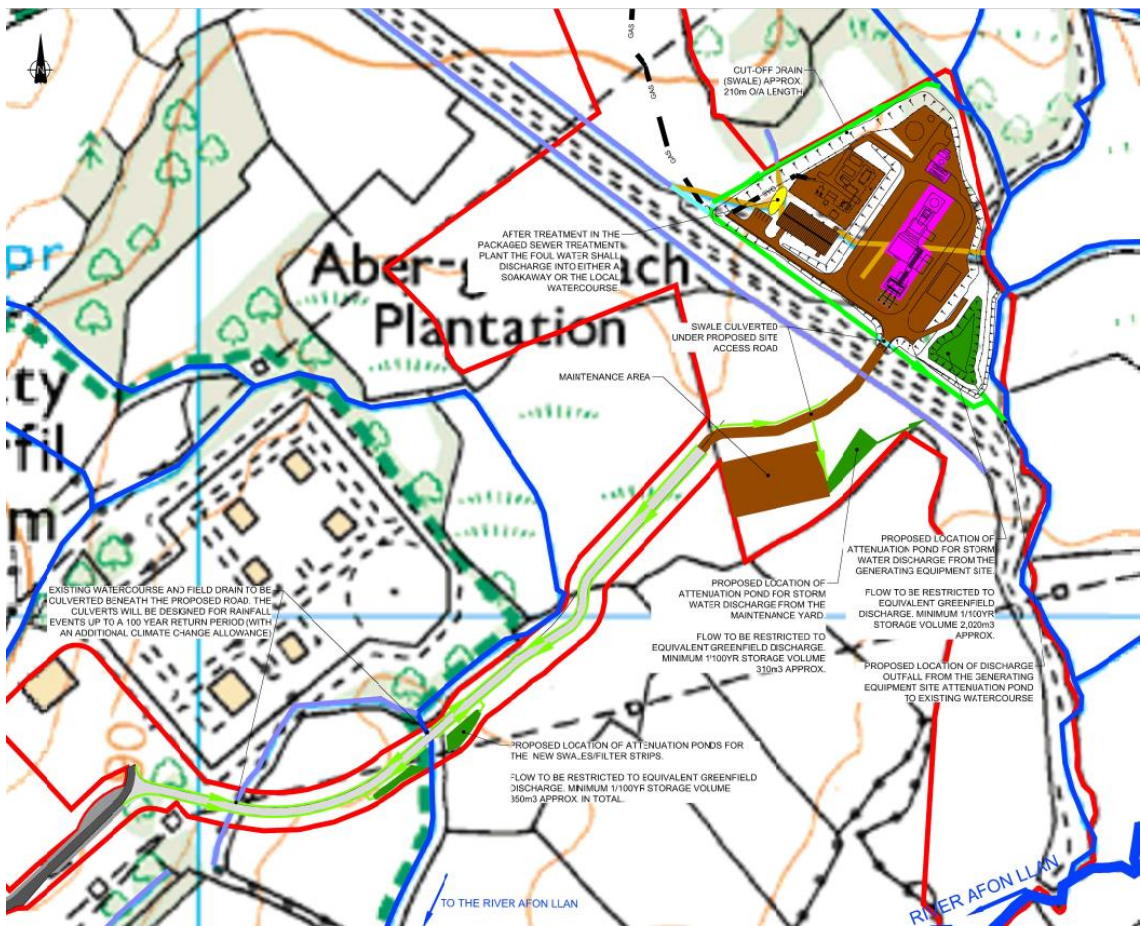 N
GAS
GAS
GAS
GAS
CUT-OFF DRAIN
(SWALE) APPROX.
210m O/A LENGTH
AFTER TREATMENT IN THE
PACKAGED SEWER TREATMENT
PLANT THE FOUL WATER SHALL
DISCHARGE INTO EITHER A
SOAKAWAY OR THE LOCAL
WATERCOURSE.
Plantation
SWALE CULVERTED
UNDER PROPOSED SITE
ACCESS ROAD
MAINTENANCE AREA
pr
ty
fil
m
PROPOSED LOCATION OF
ATTENUATION POND FOR STORM
WATER DISCHARGE FROM THE
GENERATING EQUIPMENT SITE.
FLOW TO BE RESTRICTED TO
EQUIVALENT GREENFIELD
DISCHARGE. MINIMUM 1/100YR
STORAGE VOLUME 2,020m3
APPROX.
PROPOSED LOCATION OF
ATTENUATION POND FOR STORM
WATER DISCHARGE FROM THE
MAINTENANCE YARD.
FLOW TO BE RESTRICTED TO
EQUIVALENT GREENFIELD DISCHARGE.
MINIMUM 1/100YR STORAGE VOLUME
310m3 APPROX.
PROPOSED LOCATION OF DISCHARGE
OUTFALL FROM THE GENERATING
EQUIPMENT SITE ATTENUATION POND
TO EXISTING WATERCOURSE
EXISTING WATERCOURSE AND FIELD DRAIN TO BE
CULVERTED BENEATH THE PROPOSED ROAD. THE
CULVERTS WILL BE DESIGNED FOR RAINFALL
EVENTS UP TO A 100 YEAR RETURN PERIOD (WITH
AN ADDITIONAL CLIMATE CHANGE ALLOWANCE)
PROPOSED LOCATION OF ATTENUATION PONDS FOR
THE NEW SWALES/FILTER STRIPS.
FLOW TO BE RESTRICTED TO EQUIVALENT GREENFIELD
DISCHARGE. MINIMUM 1/100YR STORAGE VOLUME
350m3 APPROX. IN TOTAL.
TO THE RIVER AFON LLAN
RIVER AFON LLAN